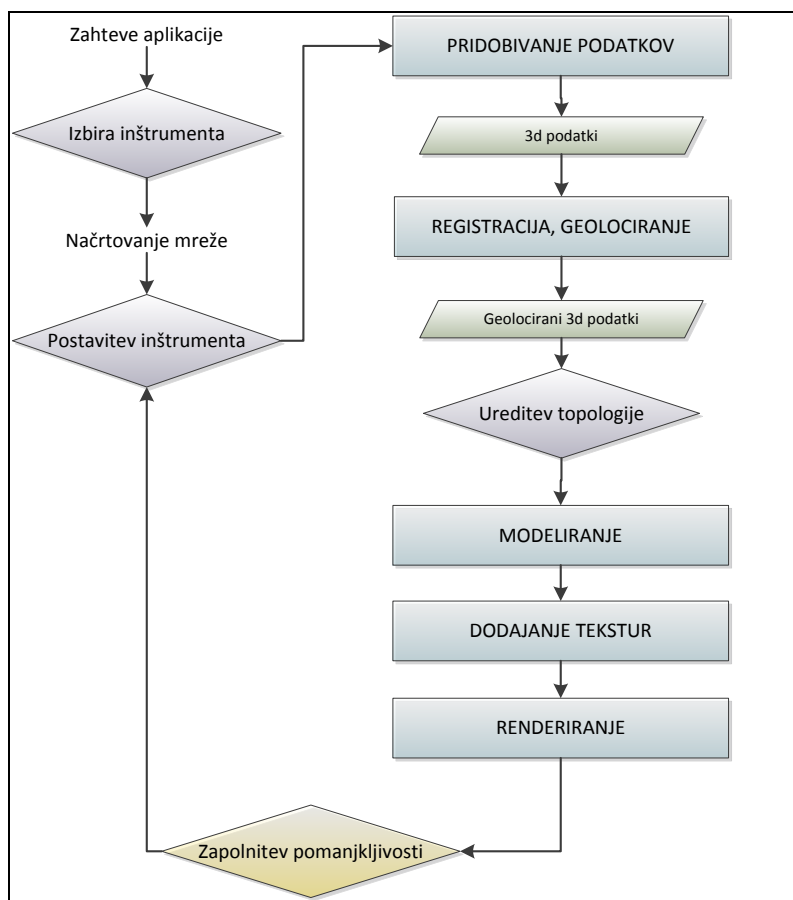 Zahteve aplikacije
Izbira inštrumenta
Načrtovanje mreže
Postavitev inštrumenta
PRIDOBIVANJE PODATKOV
3d podatki
REGISTRACIJA, GEOLOCIRANJE
Geolocirani 3d podatki
Ureditev topologije
MODELIRANJE
DODAJANJE TEKSTUR
RENDERIRANJE
Zapolnitev pomanjkljivosti